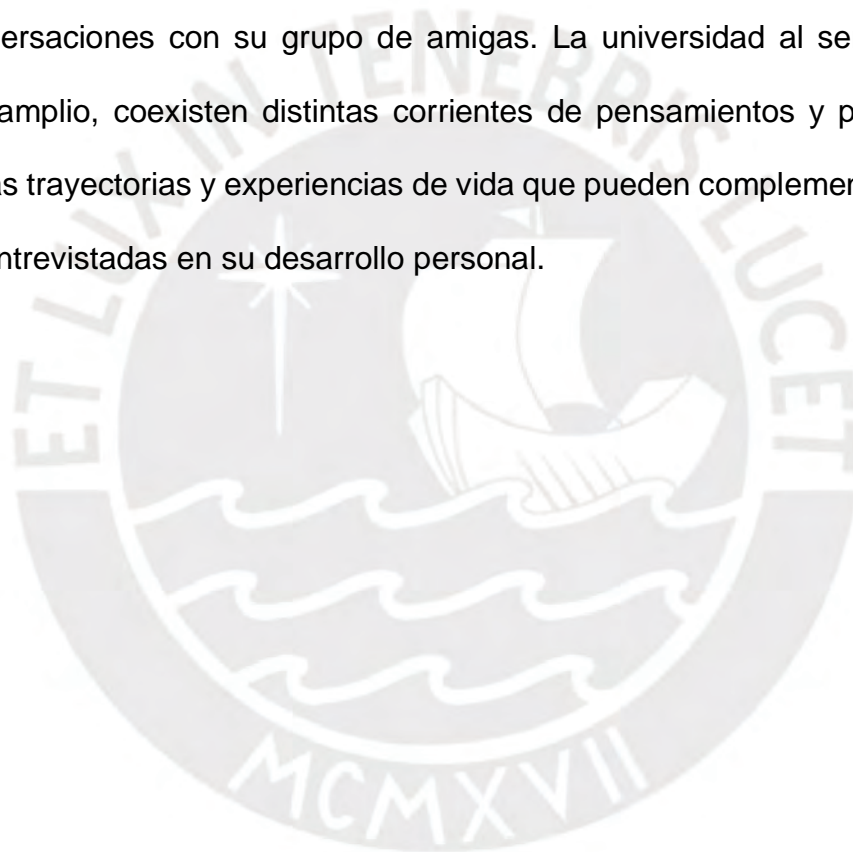 ersaciones con su grupo de amigas. La universidad al se
amplio, coexisten distintas corrientes de pensamientos y p
as trayectorias y experiencias de vida que pueden complemen
ntrevistadas en su desarrollo personal.
ET LUX IN TENEBRIS LUCET
MCMXVII